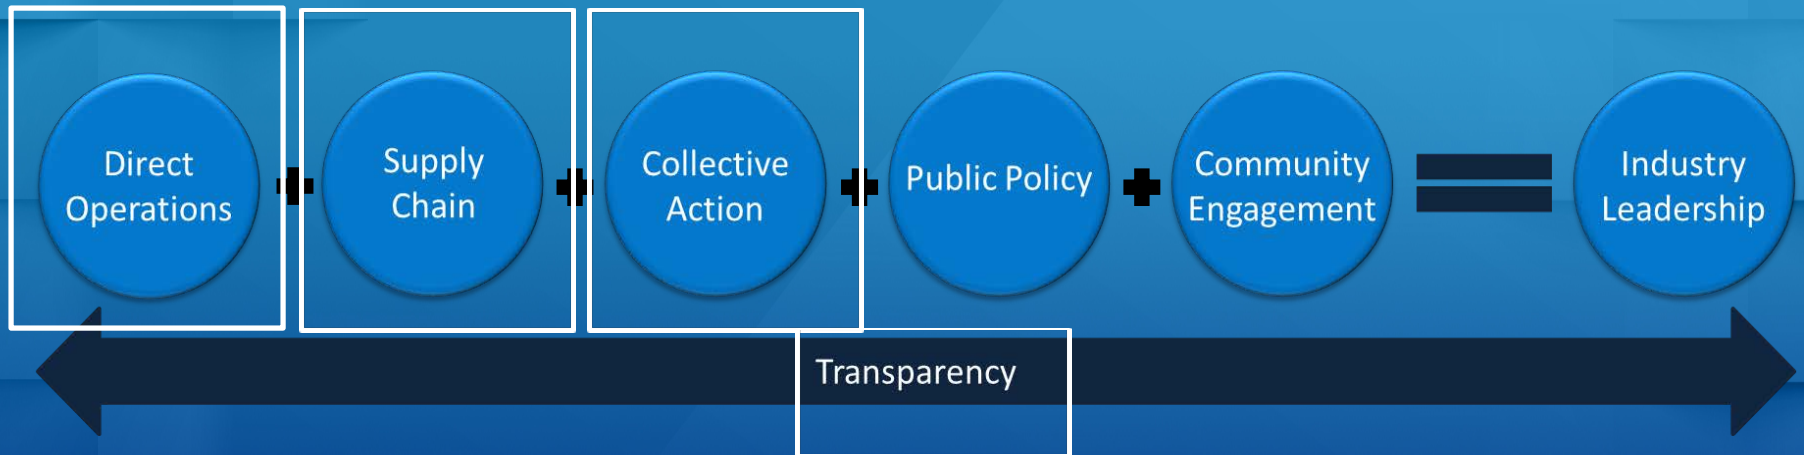 Direct
Operations
Supply
Chain
Collective
Action
Public Policy
Community
Engagement
Industry
Leadership
Transparency